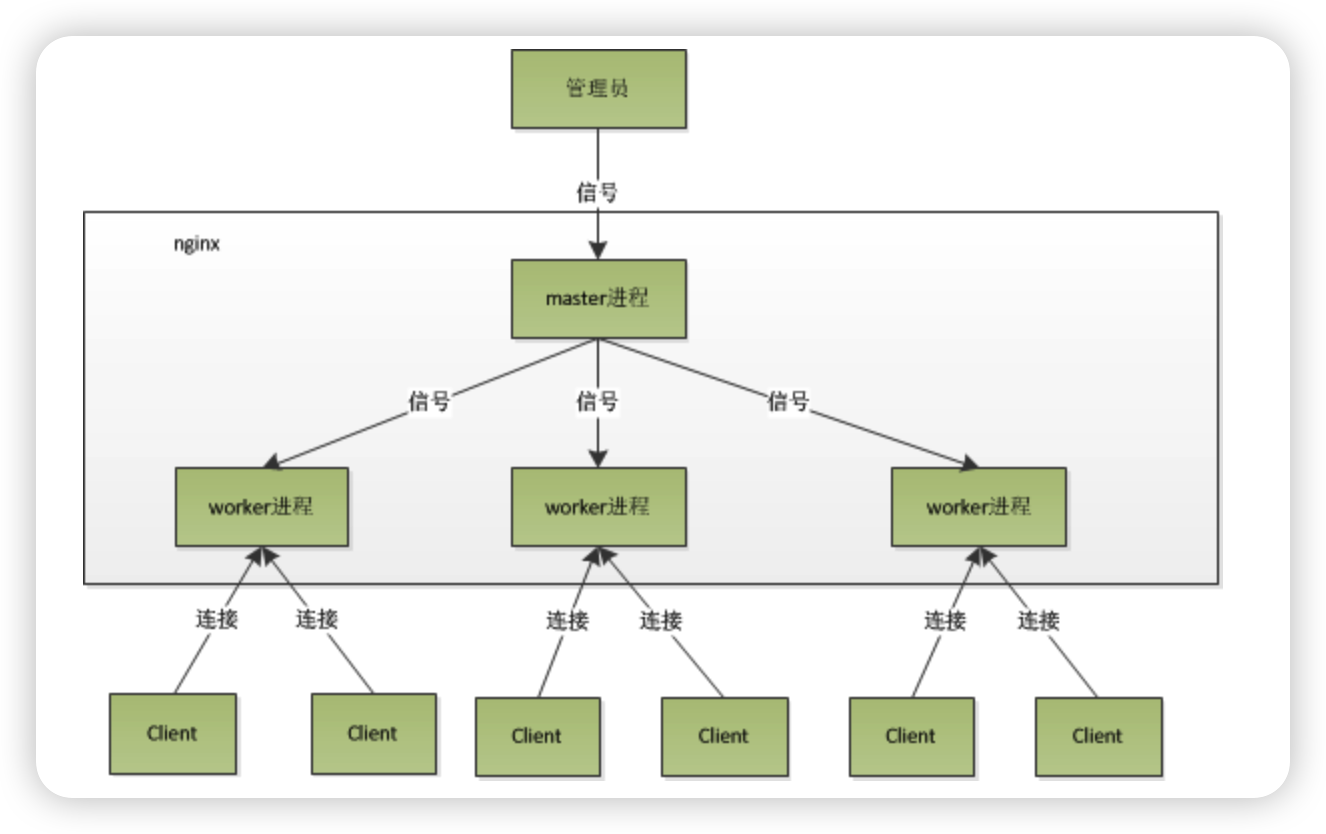 管理员
信号
nginx
master进程
信号
信号
信号
worker进程
worker进程
worker进程
连接
连接
连接
连接
连接
连接
Client
Client
Client
Client
Client
Client